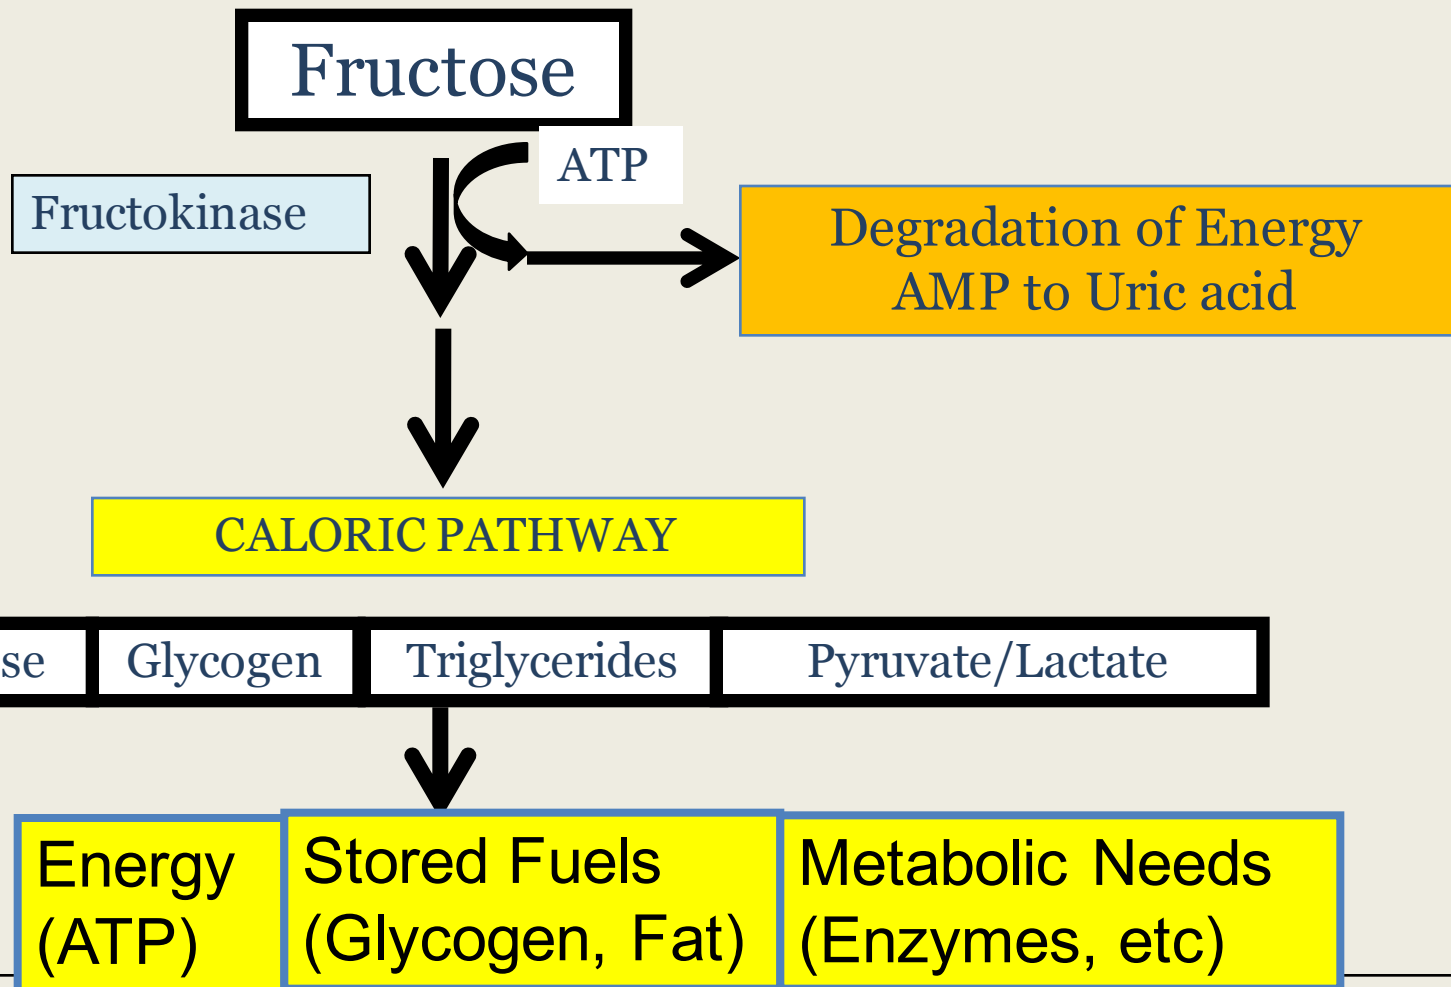 Fructose
ATP
Fructokinase
Degradation of Energy
AMP to Uric acid
CALORIC PATHWAY
se
Glycogen
Triglycerides
Pyruvate/Lactate
Energy
(ATP)
Stored Fuels
(Glycogen, Fat)
Metabolic Needs
(Enzymes, etc)